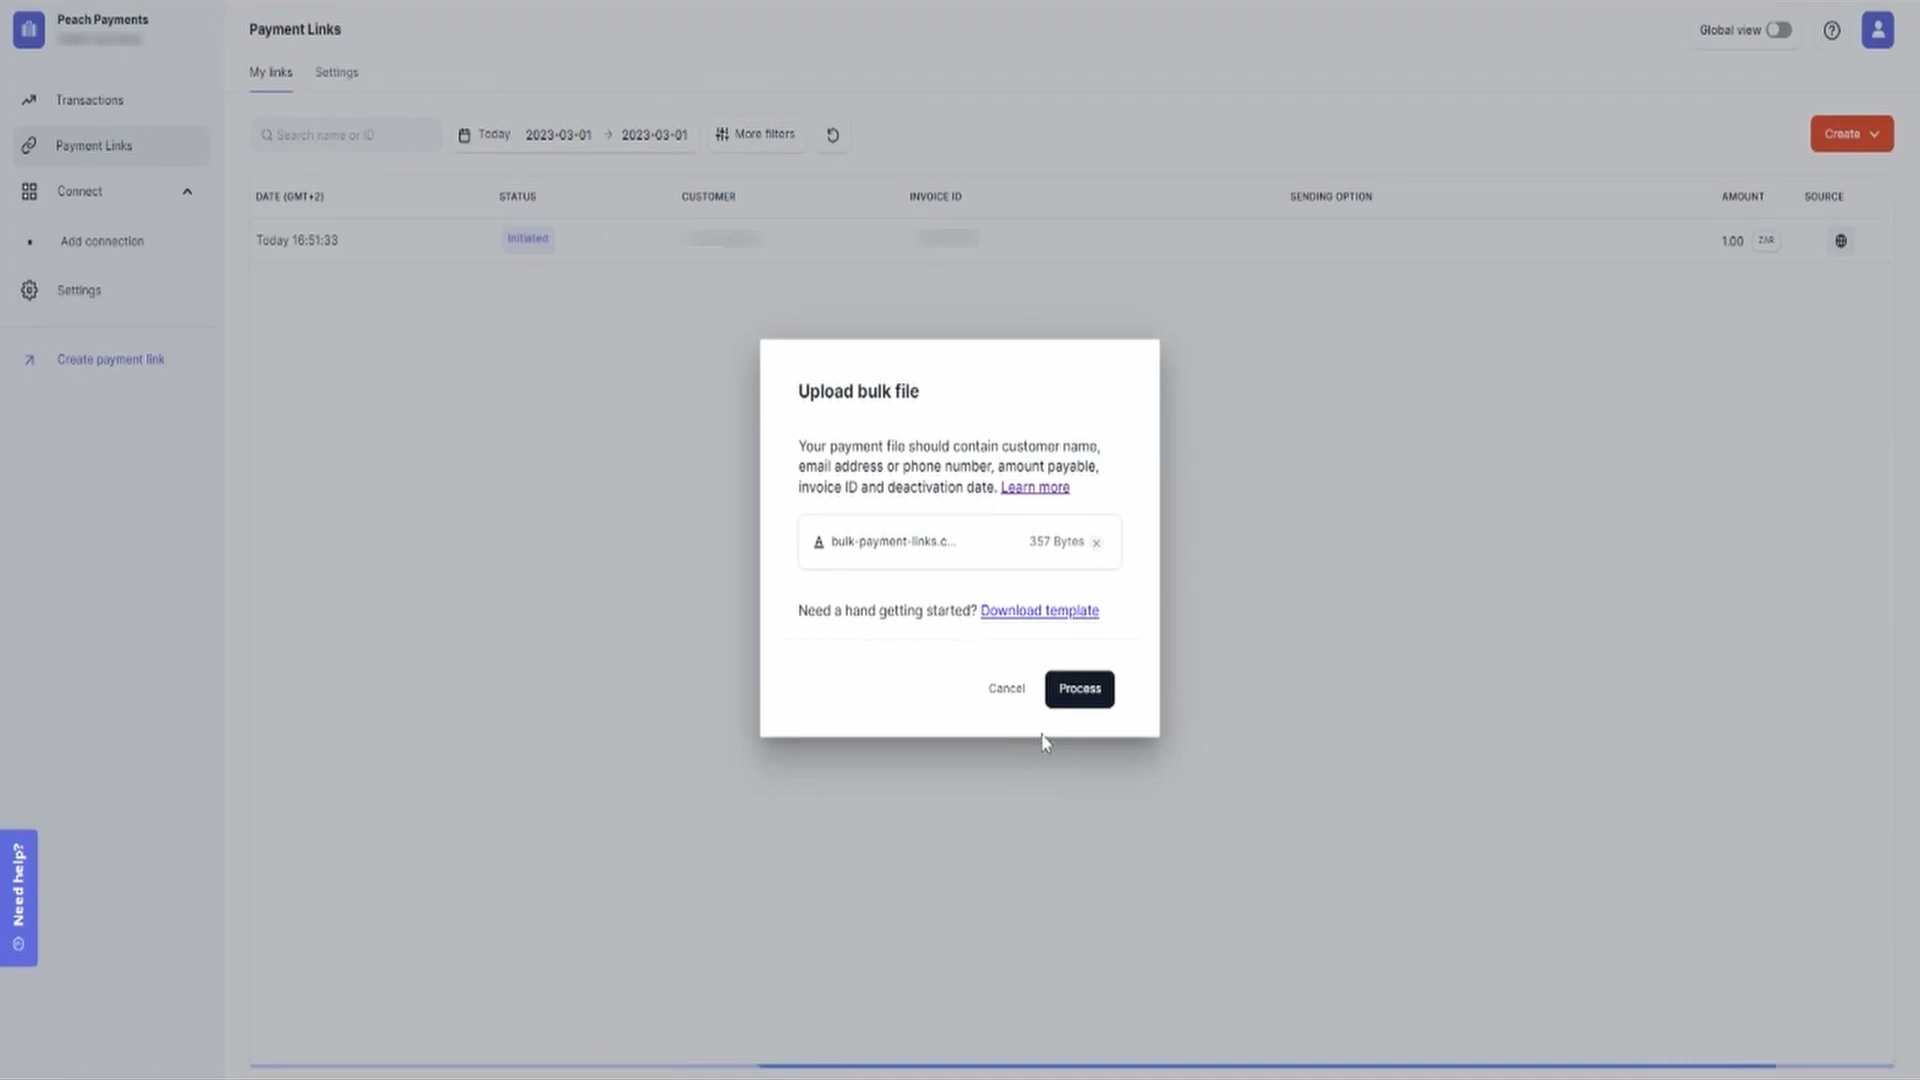 Peach Payments
Transactions
Payment Links
Connect
Add connection
Settings
Create payment link
Need help?
Payment Links
Global view
My links
Settings
Search name or ID
Today 2023-03-01 → 2023-03-01
More filters
Create
DATE (GMT+2) STATUS CUSTOMER INVOICE ID SENDING OPTION AMOUNT SOURCE
Today 16:51:33 Initiated 1.00 ZAR
Upload bulk file
Your payment file should contain customer name,
email address or phone number, amount payable,
invoice ID and deactivation date. Learn more
bulk-payment-links.c... 357 Bytes
Need a hand getting started? Download template
Cancel
Process